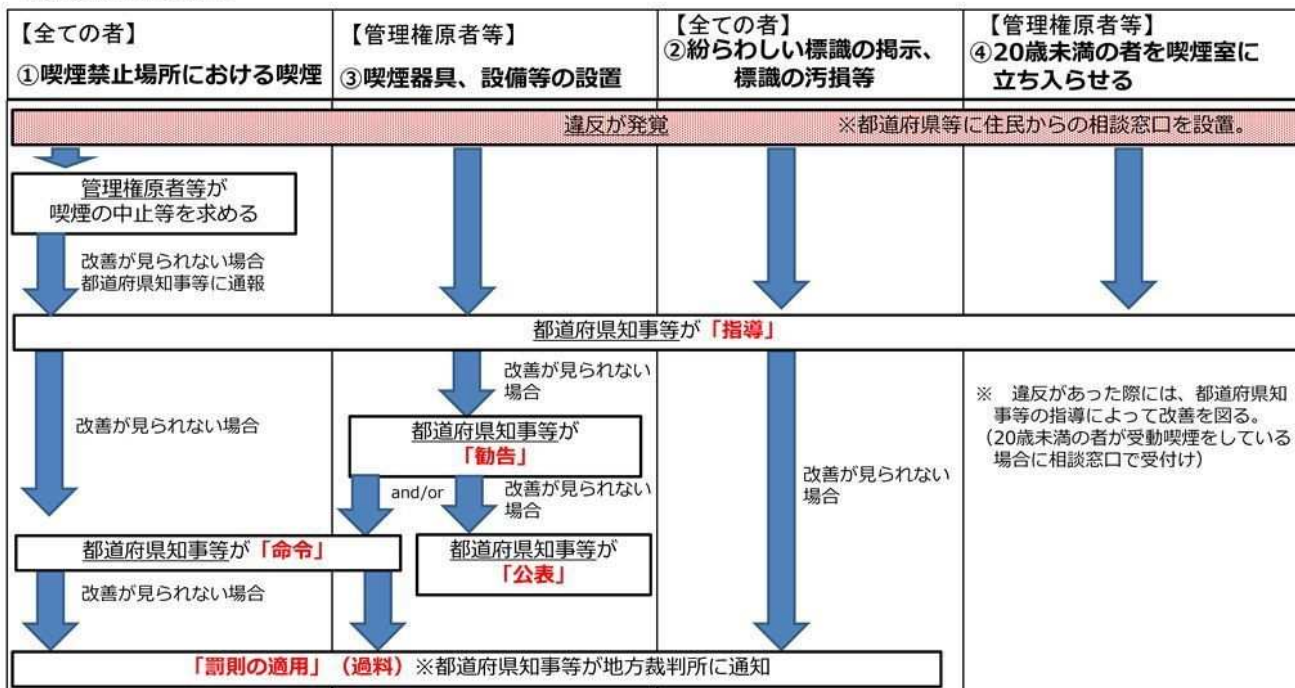 【全ての者】
①喫煙禁止場所における喫煙
【管理権原者等】
③喫煙器具、設備等の設置
【全ての者】
②紛らわしい標識の掲示、
標識の汚損等
【管理権原者等】
④20歳未満の者を喫煙室に
立ち入らせる
違反が発覚
※都道府県等に住民からの相談窓口を設置。
管理権原者等が
喫煙の中止等を求める
改善が見られない場合
都道府県知事等に通報
都道府県知事等が「指導」
改善が見られない場合
改善が見られない
場合
都道府県知事等が
「勧告」
and/or
改善が見られない
場合
都道府県知事等が
「公表」
都道府県知事等が「命令」
改善が見られない場合
改善が見られない
場合
※ 違反があった際には、都道府県知
事等の指導によって改善を図る。
（20歳未満の者が受動喫煙をしている
場合に相談窓口で受付け）
「罰則の適用」（過料）※都道府県知事等が地方裁判所に通知